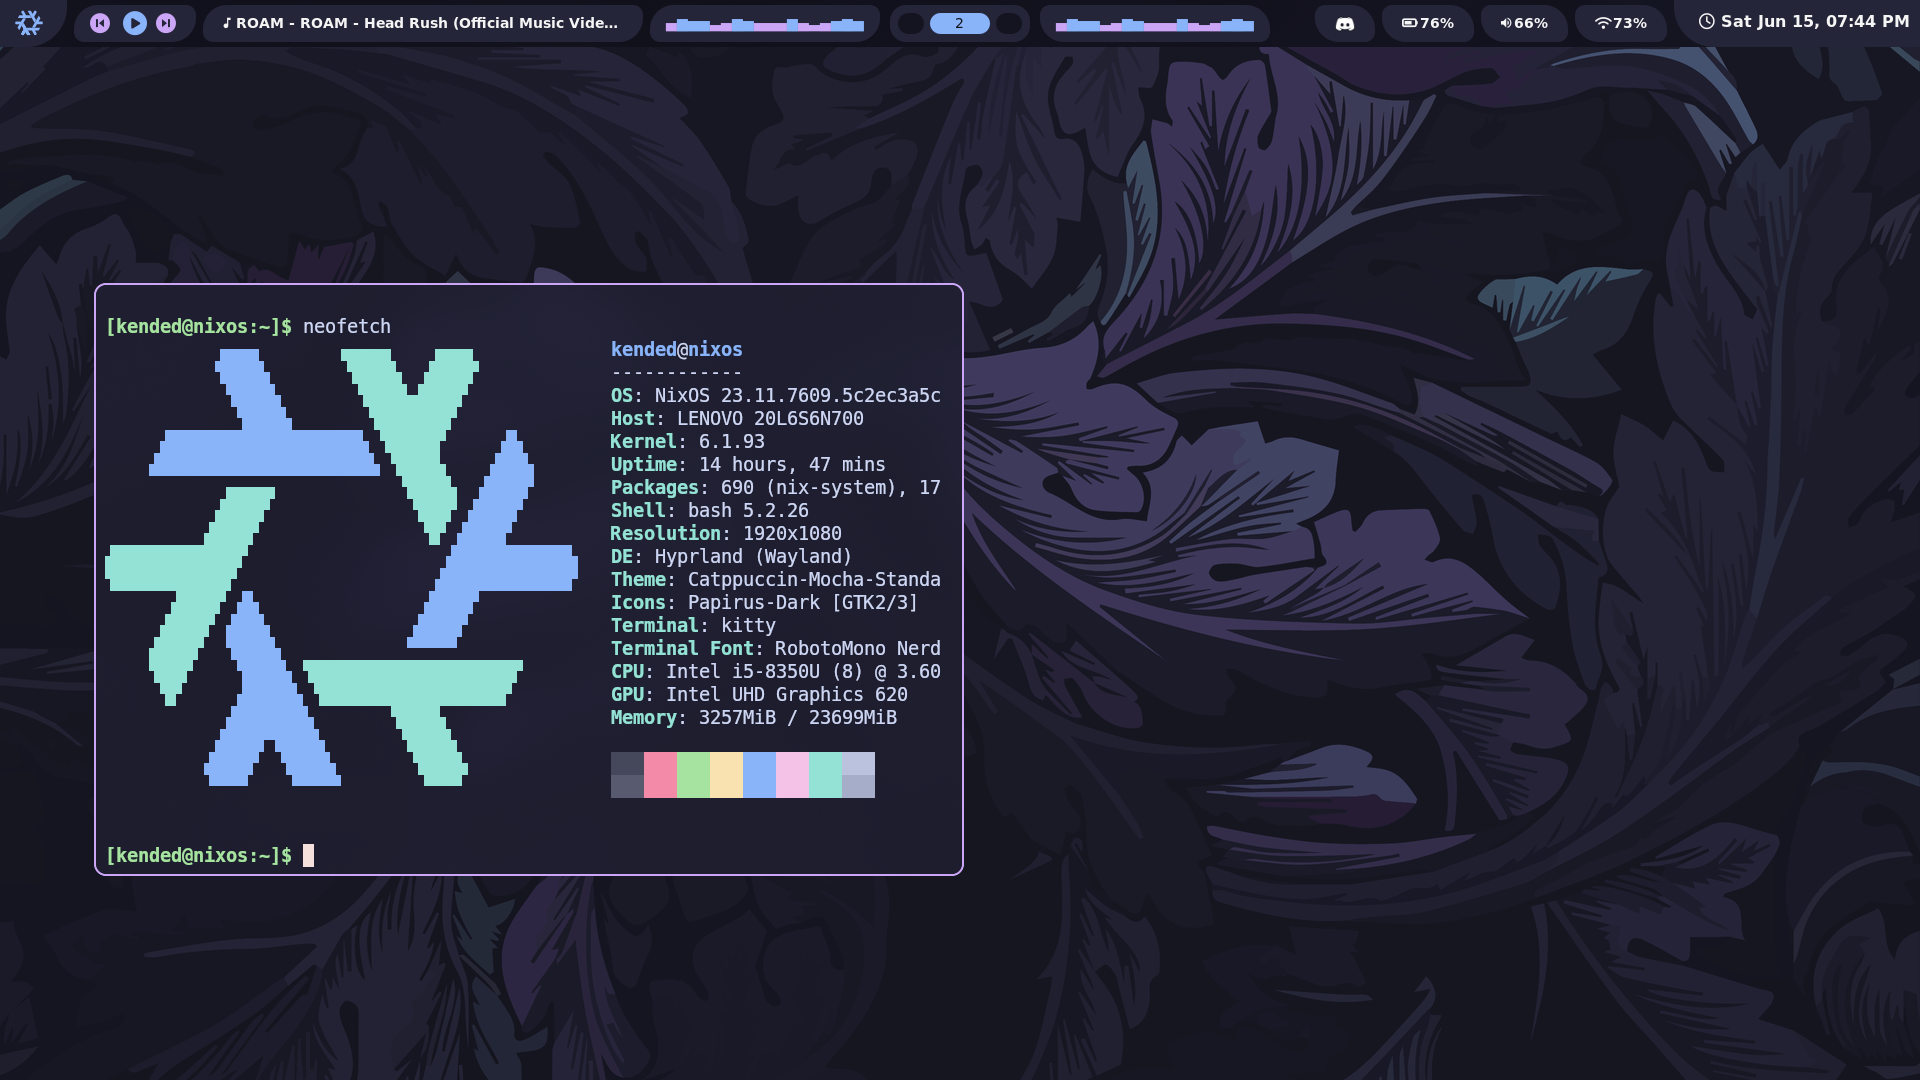 ROAM - ROAM - Head Rush (Official Music Vide...
2
76%
66%
73%
Sat Jun 15, 07:44 PM
[kended@nixos:~]$ neofetch
kended@nixos
------------
OS: NixOS 23.11.7609.5c2ec3a5c
Host: LENOVO 20L6S6N700
Kernel: 6.1.93
Uptime: 14 hours, 47 mins
Packages: 690 (nix-system), 17
Shell: bash 5.2.26
Resolution: 1920x1080
DE: Hyprland (Wayland)
Theme: Catppuccin-Mocha-Standa
Icons: Papirus-Dark [GTK2/3]
Terminal: kitty
Terminal Font: RobotoMono Nerd
CPU: Intel i5-8350U (8) @ 3.60
GPU: Intel UHD Graphics 620
Memory: 3257MiB / 23699MiB
[kended@nixos:~]$